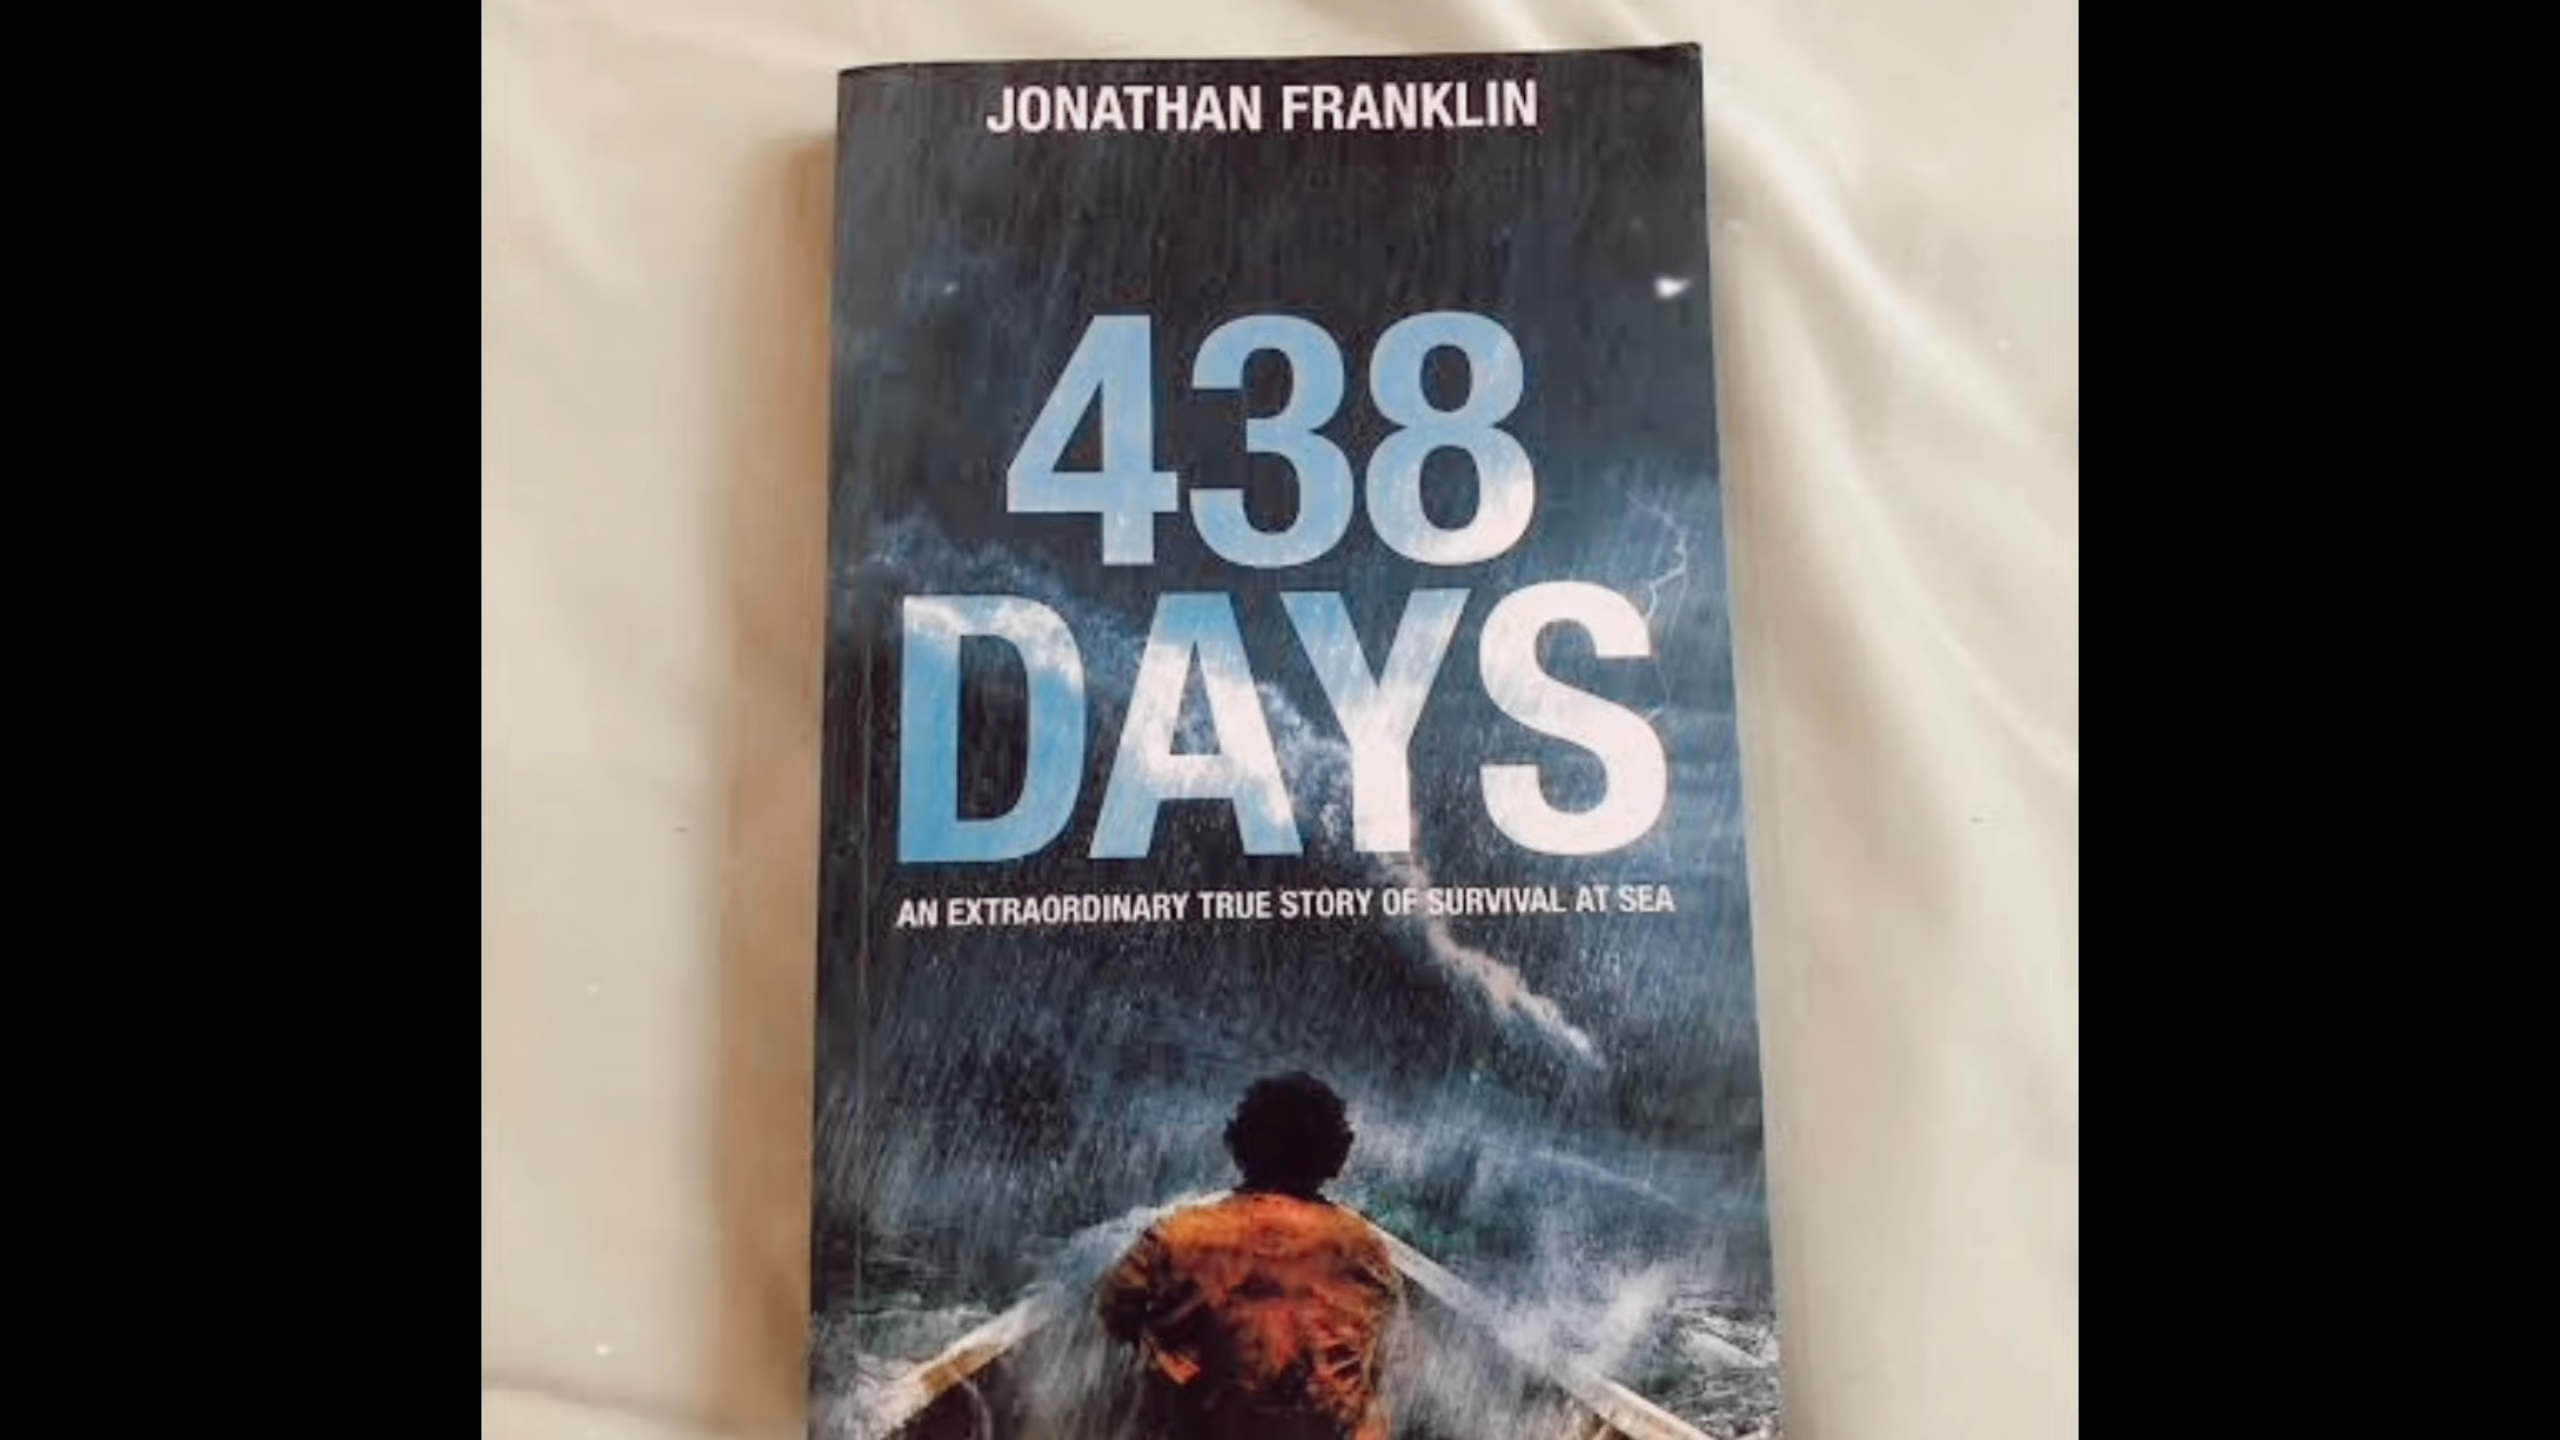 JONATHAN FRANKLIN
438
DAYS
AN EXTRAORDINARY TRUE STORY OF SURVIVAL AT SEA